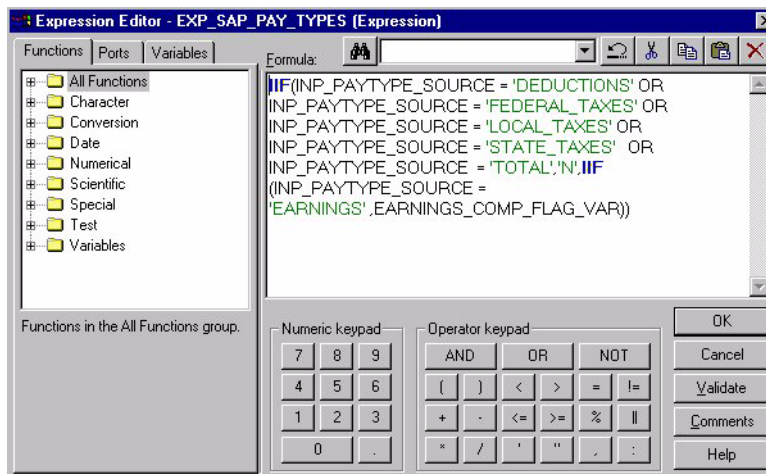 Expression Editor - EXP_SAP_PAY_TYPES (Expression)
Functions Ports Variables
Formula:
All Functions
Character
Conversion
Date
Numerical
Scientific
Special
Test
Variables
IIF(INP_PAYTYPE_SOURCE = 'DEDUCTIONS' OR
INP_PAYTYPE_SOURCE = 'FEDERAL_TAXES' OR
INP_PAYTYPE_SOURCE = 'LOCAL_TAXES' OR
INP_PAYTYPE_SOURCE = 'STATE_TAXES' OR
INP_PAYTYPE_SOURCE = 'TOTAL','N',IIF
(INP_PAYTYPE_SOURCE =
'EARNINGS' ,EARNINGS_COMP_FLAG_VAR))
Functions in the All Functions group.
Numeric keypad
7 8 9
4 5 6
1 2 3
0 .
Operator keypad
AND OR NOT
( ) < > = !=
+ - <= >= % ||
* / ' " , :
OK
Cancel
Validate
Comments
Help